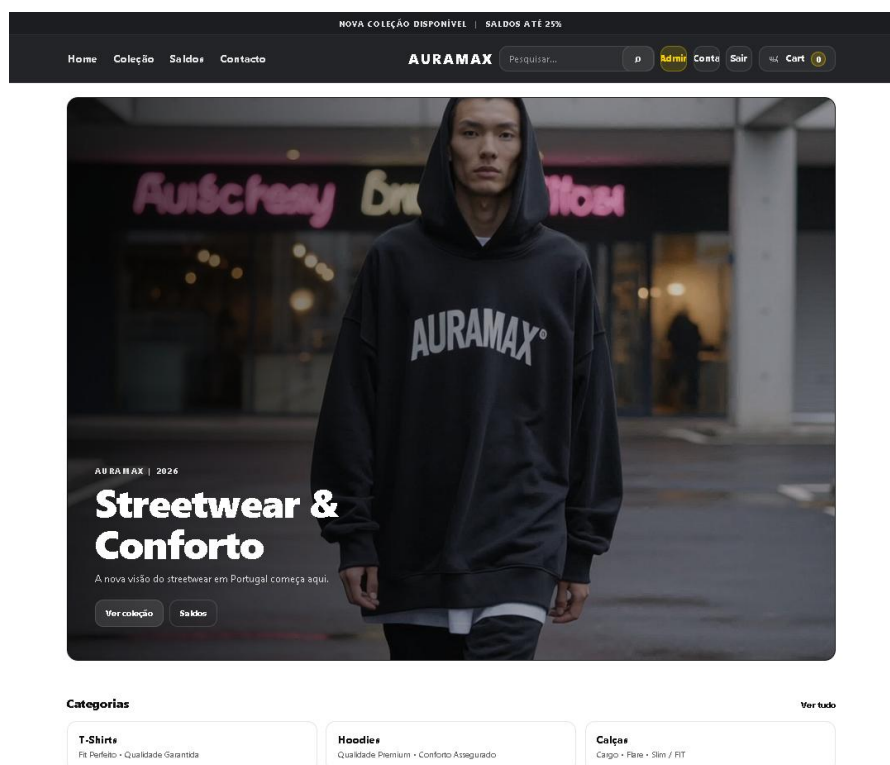 NOVA COLEÇÃO DISPONÍVEL | SALDOS ATÉ 25%
Home Coleção Saldos Contacto AURAMAX Pesquisar... Admin Conta Sair Cart 0
AURAMAX®
AURAMAX | 2026
Streetwear &
Conforto
A nova visão do streetwear em Portugal começa aqui.
Ver coleção Saldos
Categorias Ver tudo
T-Shirts Hoodies Calças
Fit Perfeito • Qualidade Garantida Qualidade Premium • Conforto Assegurado Cargo • Flare • Slim / FIT